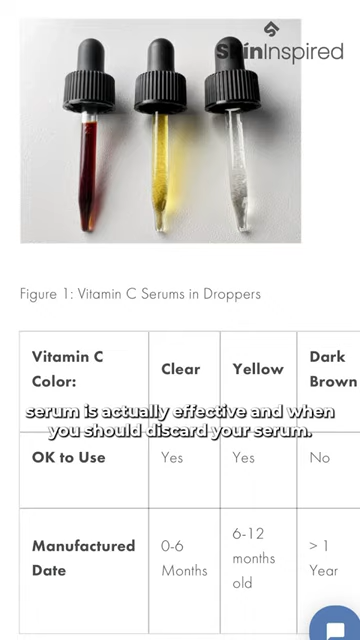 SkinInspired
Figure 1: Vitamin C Serums in Droppers
Vitamin C
Color:
Clear
Yellow
Dark
Brown
serum is actually effective and when
you should discard your serum.
OK to Use
Yes
Yes
No
Manufactured
Date
0-6
Months
6-12
months
old
> 1
Year